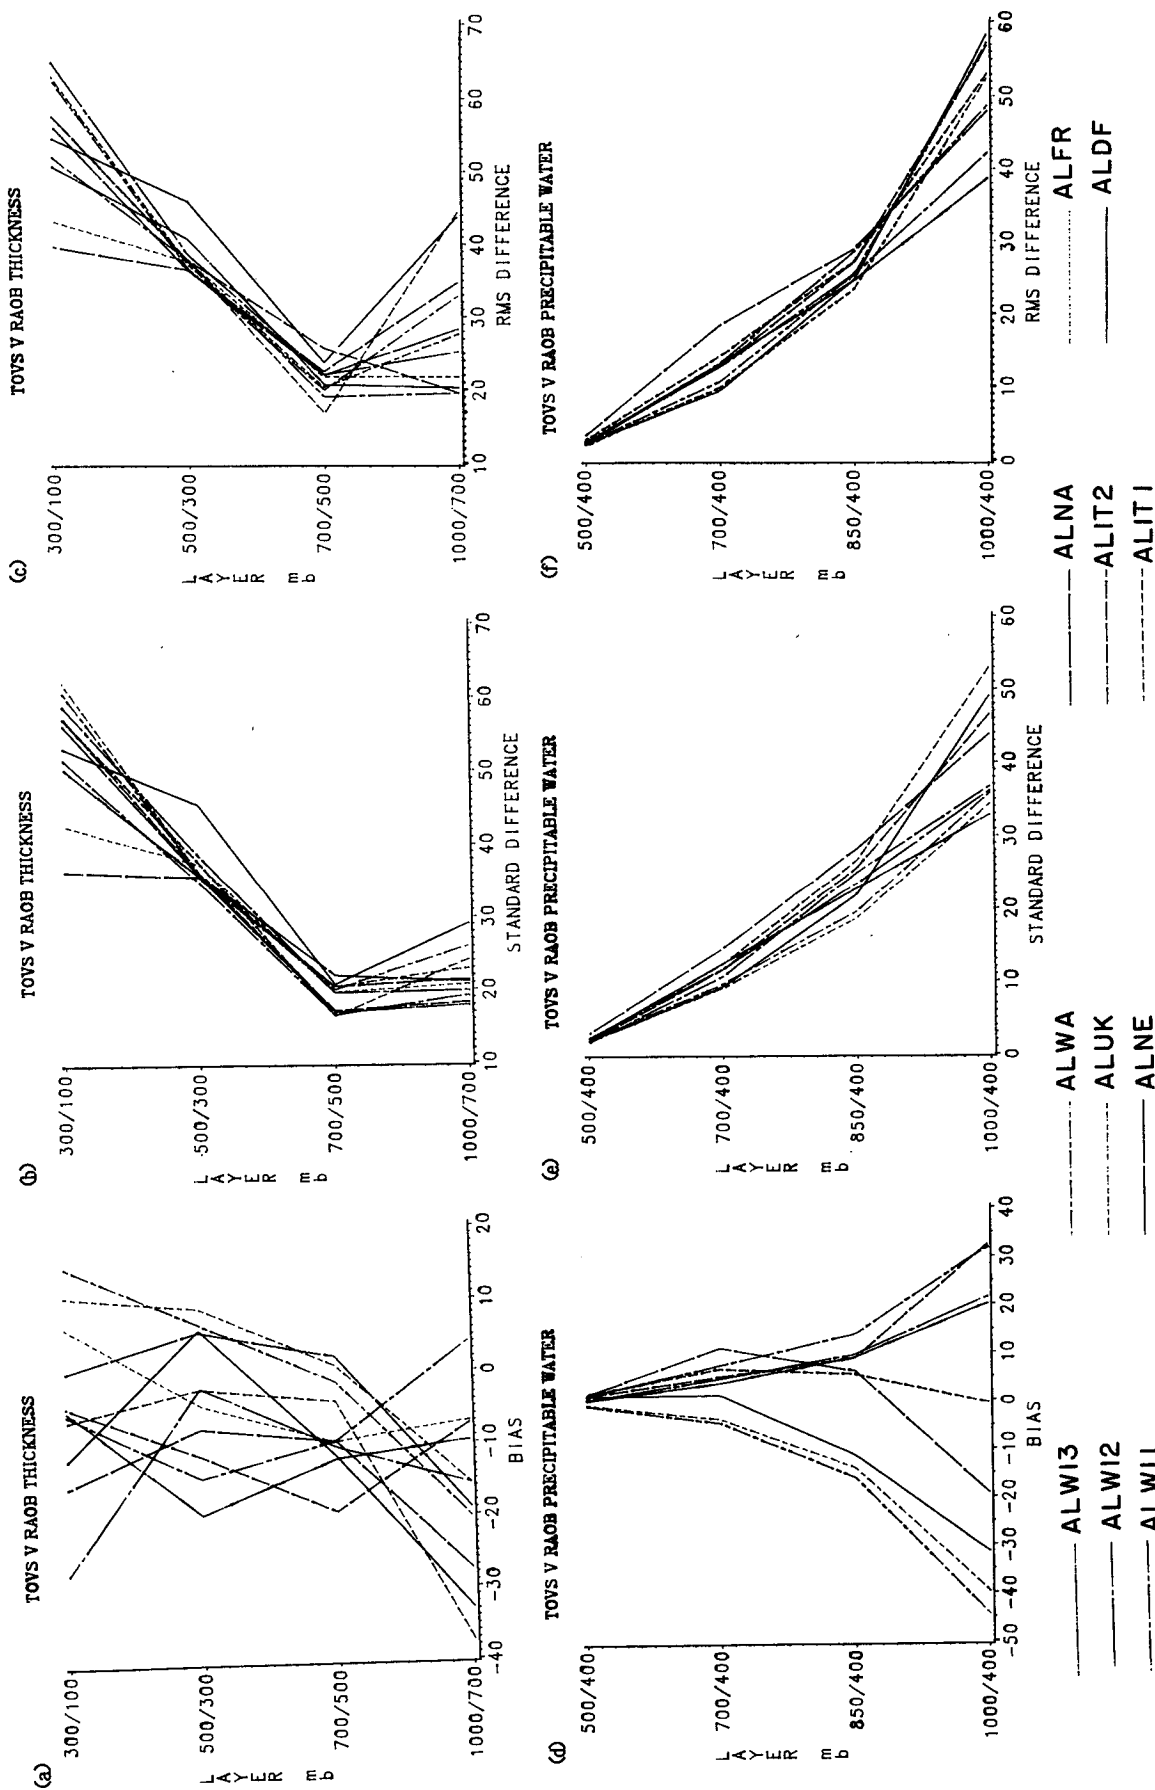 (a)
TOVS V RAOB THICKNESS
300/100
500/300
700/500
1000/700
LAYER mb
-40 -30 -20 -10 0 10 20
BIAS
(b)
TOVS V RAOB THICKNESS
300/100
500/300
700/500
1000/700
LAYER mb
10 20 30 40 50 60 70
STANDARD DIFFERENCE
(c)
TOVS V RAOB THICKNESS
300/100
500/300
700/500
1000/700
LAYER mb
10 20 30 40 50 60 70
RMS DIFFERENCE
(d)
TOVS V RAOB PRECIPITABLE WATER
500/400
700/400
850/400
1000/400
LAYER mb
-50 -40 -30 -20 -10 0 10 20 30 40
BIAS
(e)
TOVS V RAOB PRECIPITABLE WATER
500/400
700/400
850/400
1000/400
LAYER mb
0 10 20 30 40 50 60
STANDARD DIFFERENCE
(f)
TOVS V RAOB PRECIPITABLE WATER
500/400
700/400
850/400
1000/400
LAYER mb
0 10 20 30 40 50 60
RMS DIFFERENCE
ALWI3 ALWA ALNA ALFR
ALWI2 ALUK ALIT2 ALDF
ALWI1 ALNE ALIT1